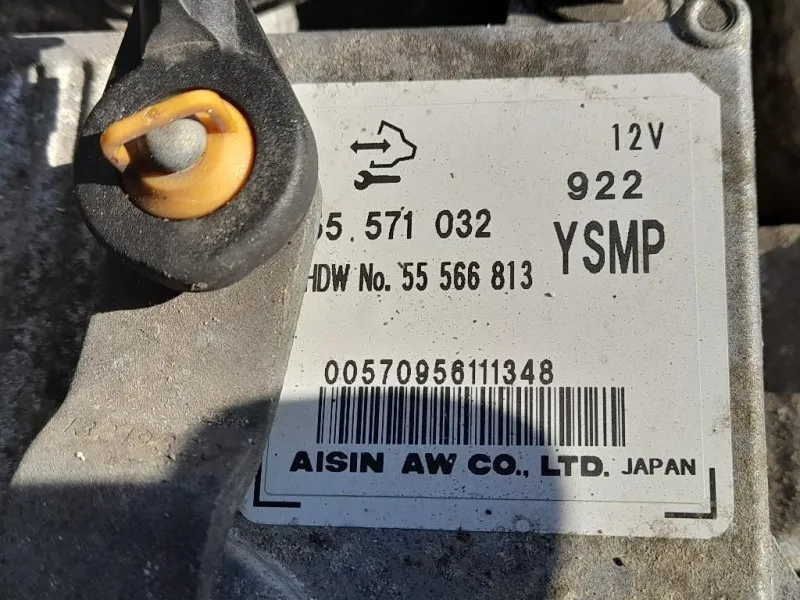 12V
922
55 571 032
YSMP
HDW No. 55 566 813
00570956111348
AISIN AW CO., LTD. JAPAN